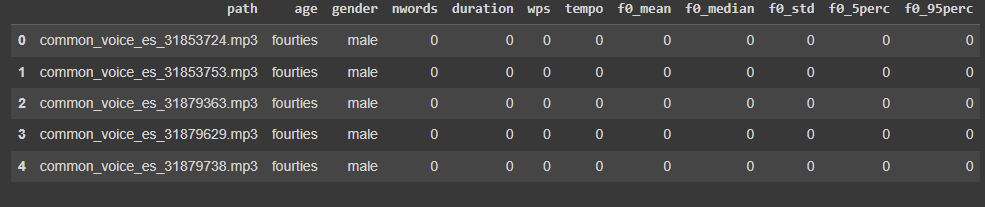 path age gender nwords duration wps tempo f0_mean f0_median f0_std f0_5perc f0_95perc
0 common_voice_es_31853724.mp3 fourties male 0 0 0 0 0 0 0 0 0
1 common_voice_es_31853753.mp3 fourties male 0 0 0 0 0 0 0 0 0
2 common_voice_es_31879363.mp3 fourties male 0 0 0 0 0 0 0 0 0
3 common_voice_es_31879629.mp3 fourties male 0 0 0 0 0 0 0 0 0
4 common_voice_es_31879738.mp3 fourties male 0 0 0 0 0 0 0 0 0